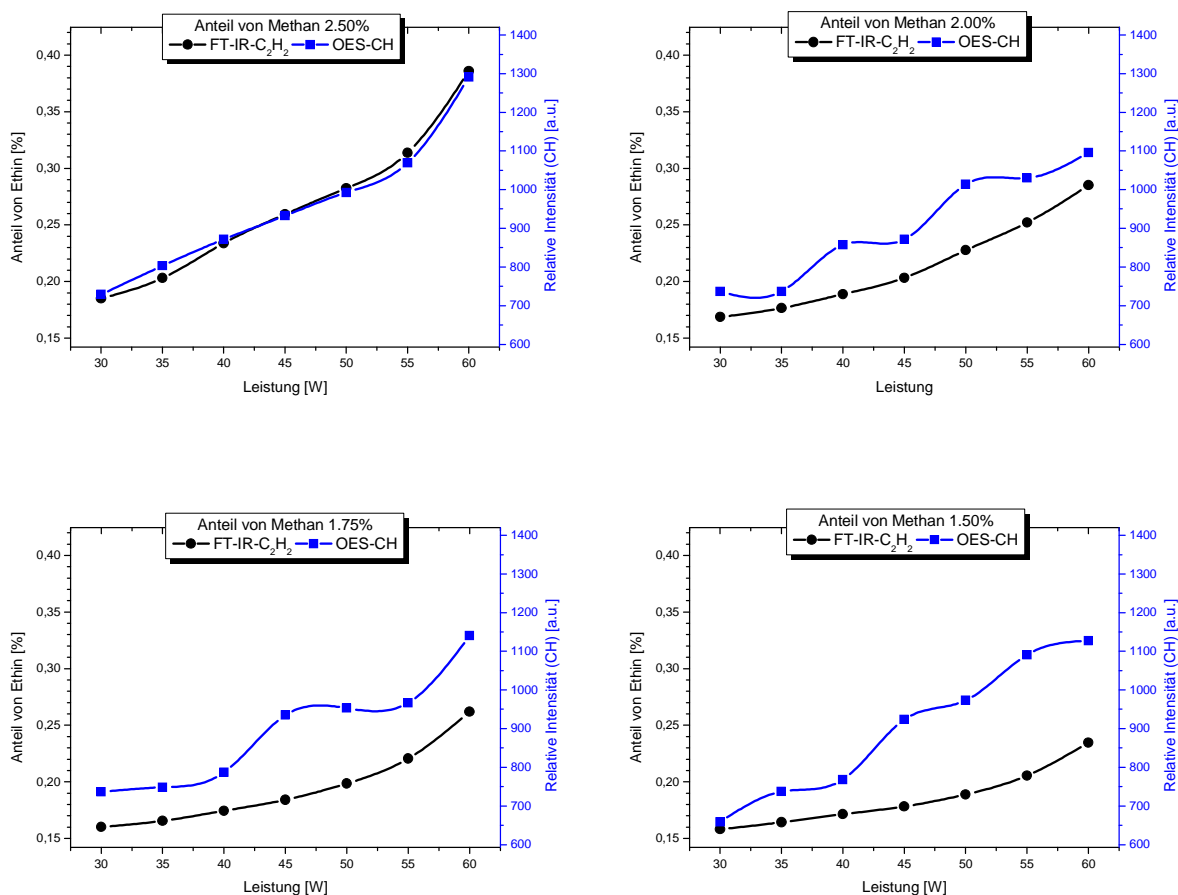 Anteil von Methan 2.50%
FT-IR-C₂H₂ OES-CH
0,40
0,35
0,30
0,25
0,20
0,15
Anteil von Ethin [%]
1400
1300
1200
1100
1000
900
800
700
600
Relative Intensität (CH) [a.u.]
30 35 40 45 50 55 60
Leistung [W]
Anteil von Methan 2.00%
FT-IR-C₂H₂ OES-CH
0,40
0,35
0,30
0,25
0,20
0,15
Anteil von Ethin [%]
1400
1300
1200
1100
1000
900
800
700
600
Relative Intensität (CH) [a.u.]
30 35 40 45 50 55 60
Leistung
Anteil von Methan 1.75%
FT-IR-C₂H₂ OES-CH
0,40
0,35
0,30
0,25
0,20
0,15
Anteil von Ethin [%]
1400
1300
1200
1100
1000
900
800
700
600
Relative Intensität (CH) [a.u.]
30 35 40 45 50 55 60
Leistung [W]
Anteil von Methan 1.50%
FT-IR-C₂H₂ OES-CH
0,40
0,35
0,30
0,25
0,20
0,15
Anteil von Ethin [%]
1400
1300
1200
1100
1000
900
800
700
600
Relative Intensität (CH) [a.u.]
30 35 40 45 50 55 60
Leistung [W]